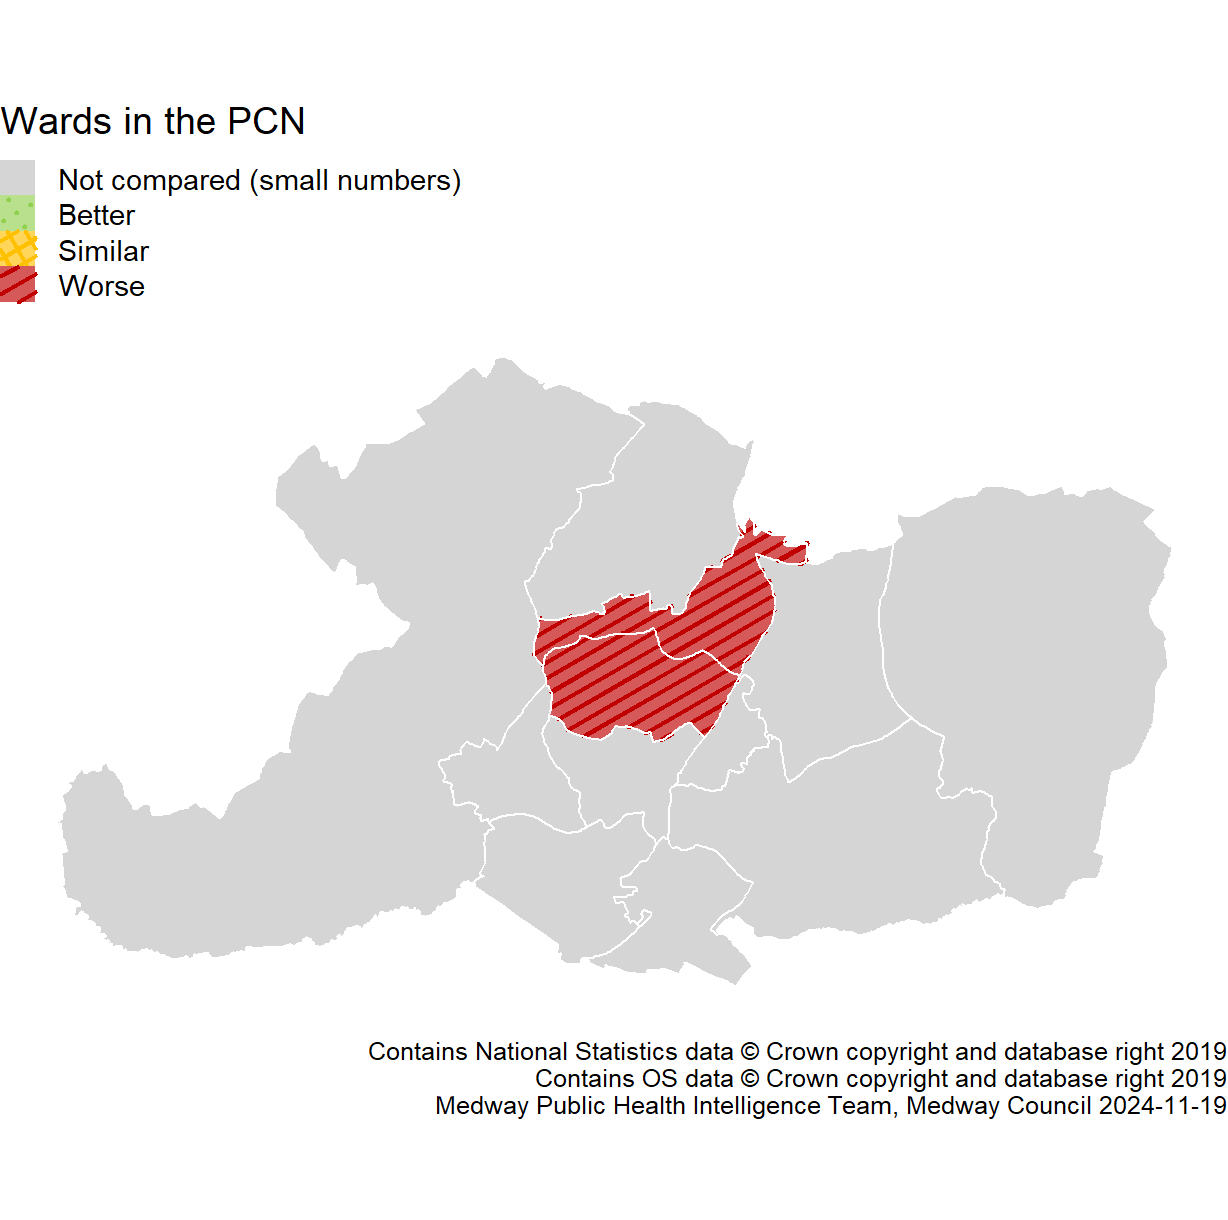 Wards in the PCN
Not compared (small numbers)
Better
Similar
Worse
Contains National Statistics data © Crown copyright and database right 2019
Contains OS data © Crown copyright and database right 2019
Medway Public Health Intelligence Team, Medway Council 2024-11-19